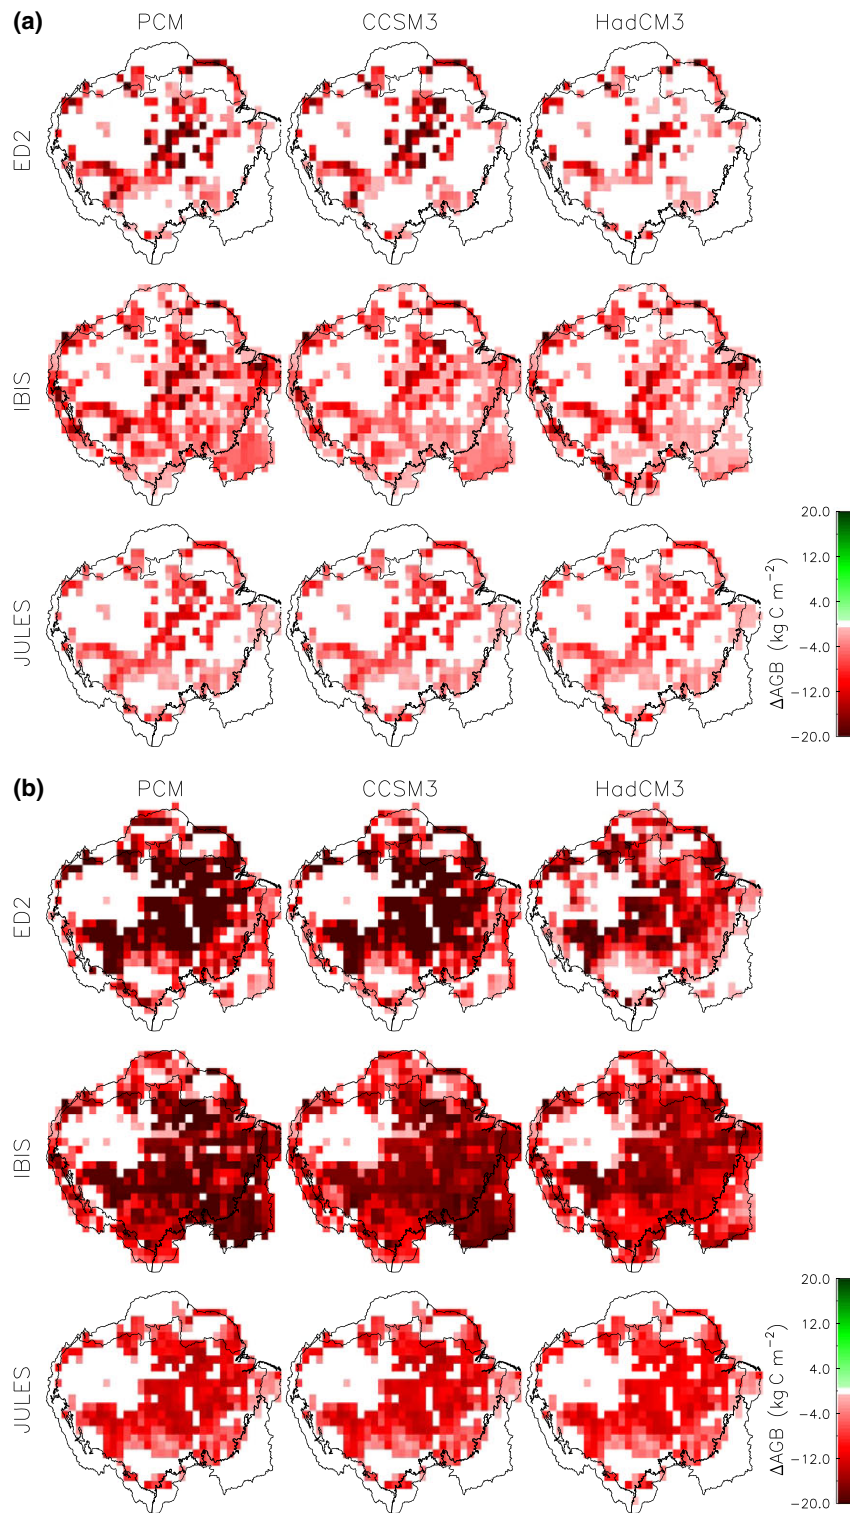 (a)
PCM CCSM3 HadCM3
ED2
IBIS
JULES
20.0
12.0
4.0
−4.0
−12.0
−20.0
ΔAGB (kg C m⁻²)
(b)
PCM CCSM3 HadCM3
ED2
IBIS
JULES
20.0
12.0
4.0
−4.0
−12.0
−20.0
ΔAGB (kg C m⁻²)